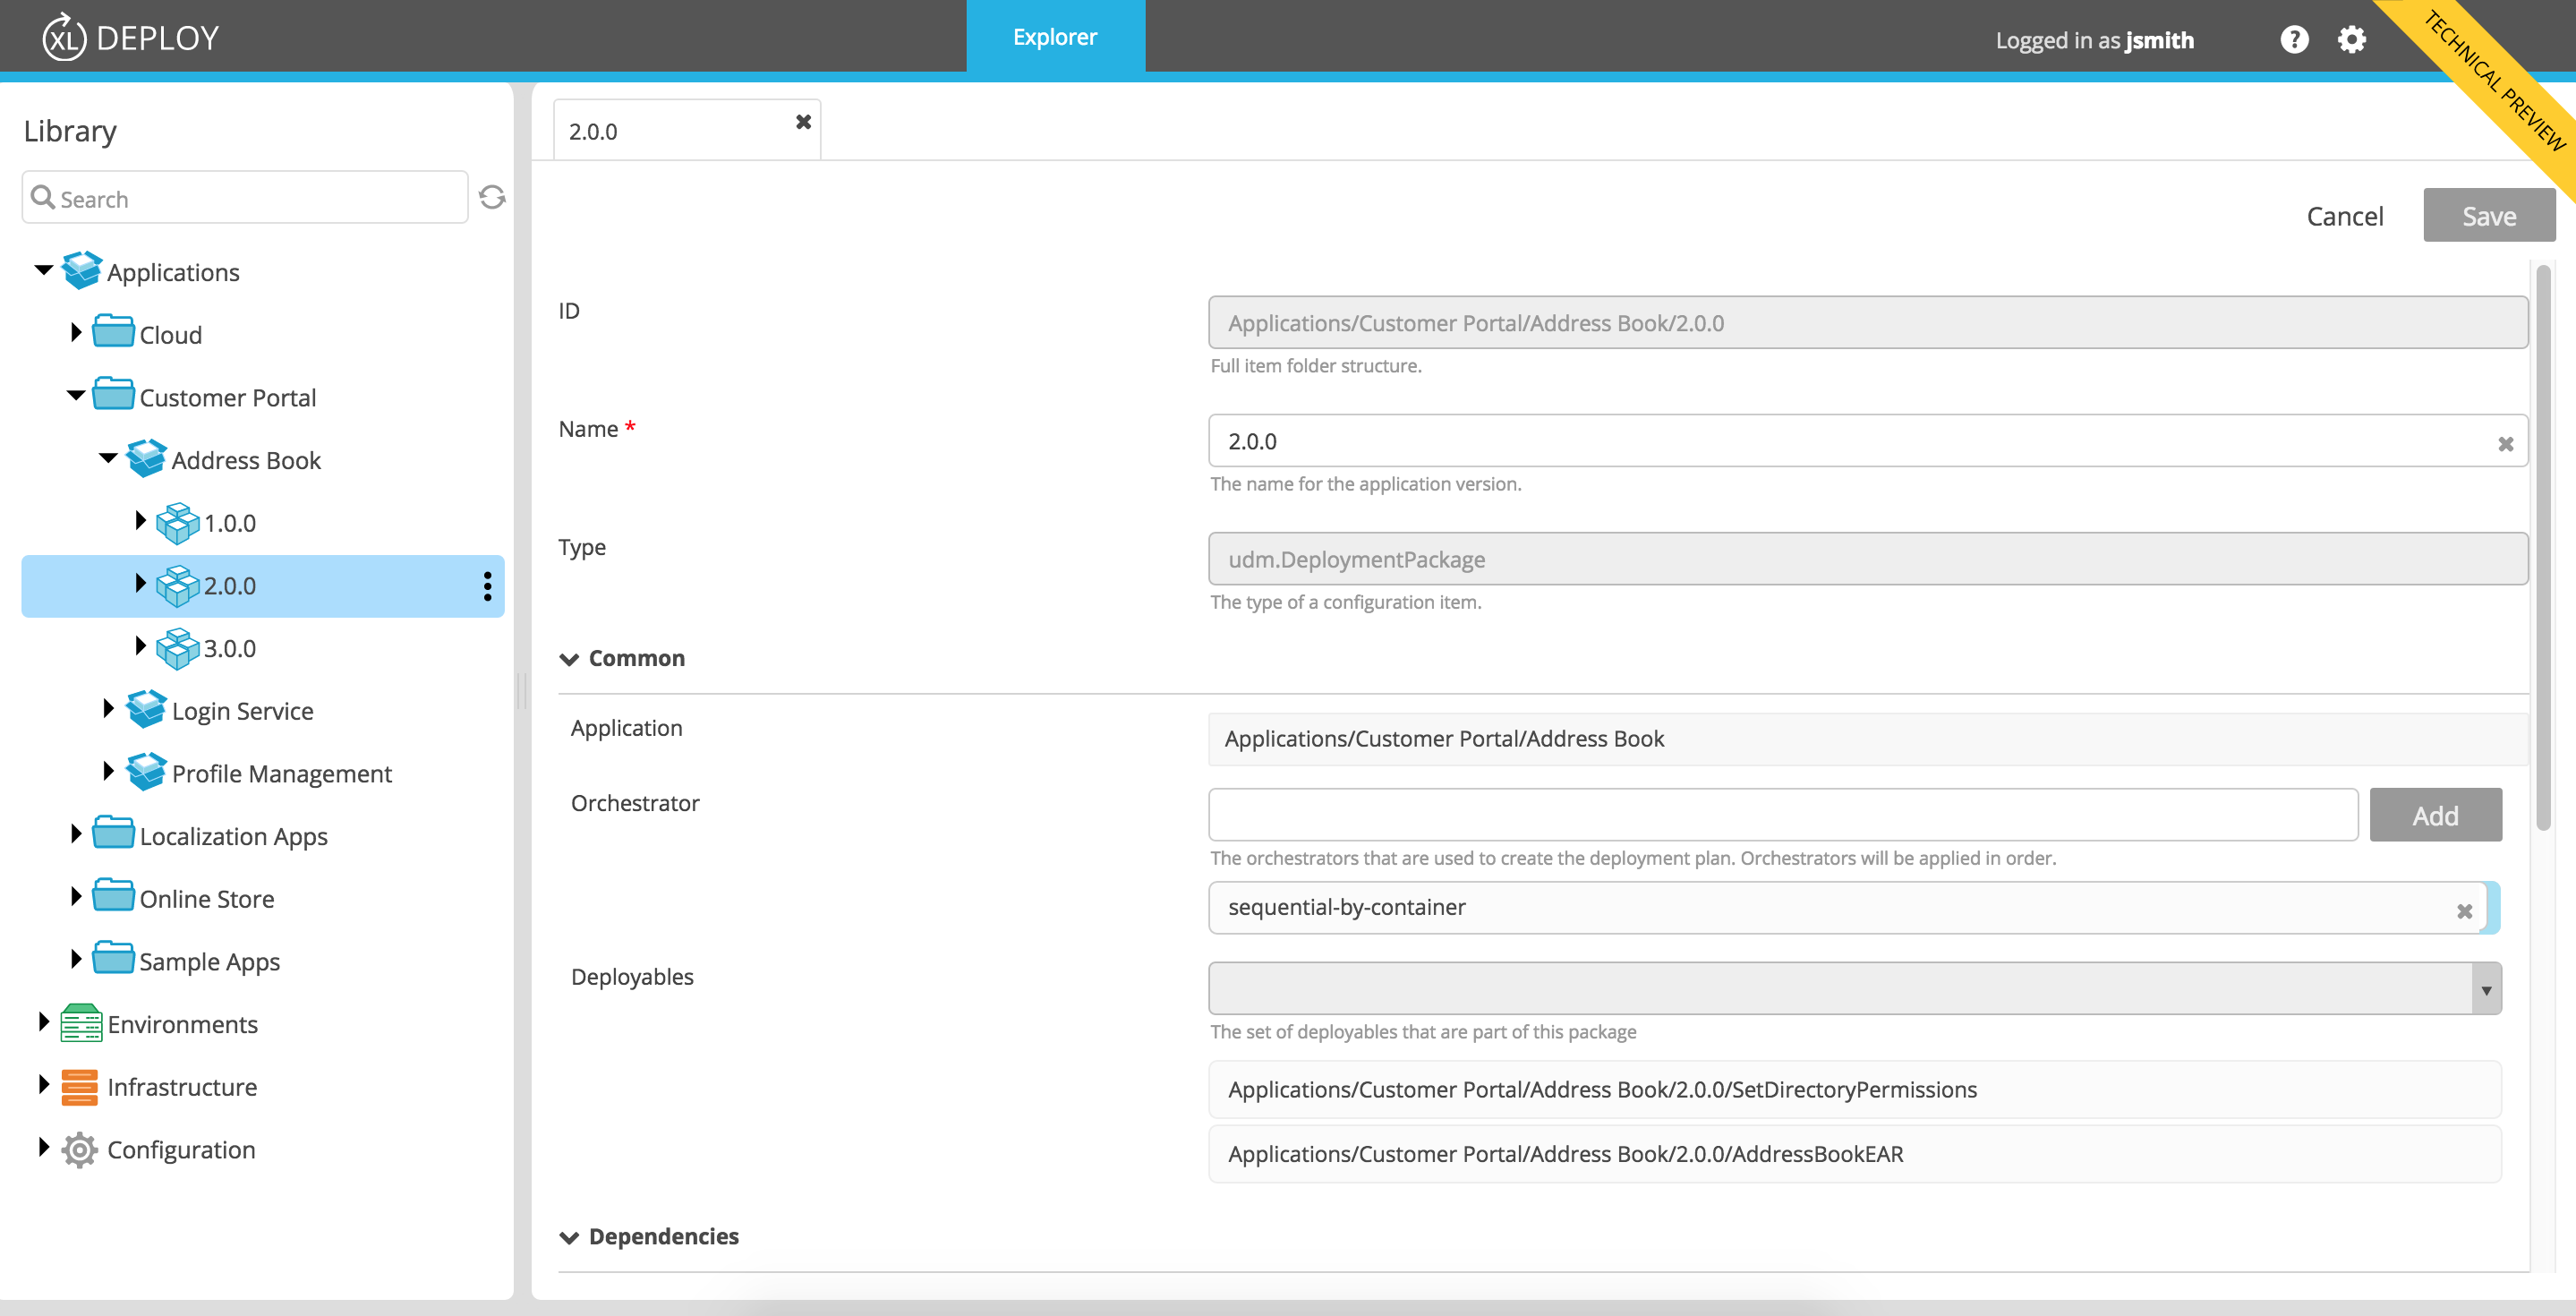 XL DEPLOY
Explorer
Logged in as jsmith
?
TECHNICAL PREVIEW
Library
Search
Applications
Cloud
Customer Portal
Address Book
1.0.0
2.0.0
3.0.0
Login Service
Profile Management
Localization Apps
Online Store
Sample Apps
Environments
Infrastructure
Configuration
2.0.0
Cancel
Save
ID
Applications/Customer Portal/Address Book/2.0.0
Full item folder structure.
Name *
2.0.0
The name for the application version.
Type
udm.DeploymentPackage
The type of a configuration item.
Common
Application
Applications/Customer Portal/Address Book
Orchestrator
Add
The orchestrators that are used to create the deployment plan. Orchestrators will be applied in order.
sequential-by-container
Deployables
The set of deployables that are part of this package
Applications/Customer Portal/Address Book/2.0.0/SetDirectoryPermissions
Applications/Customer Portal/Address Book/2.0.0/AddressBookEAR
Dependencies